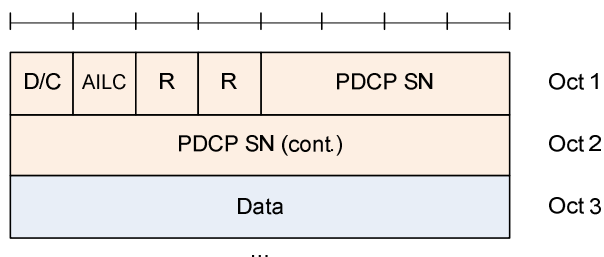 D/C AILC R R PDCP SN Oct 1
PDCP SN (cont.) Oct 2
Data Oct 3
...